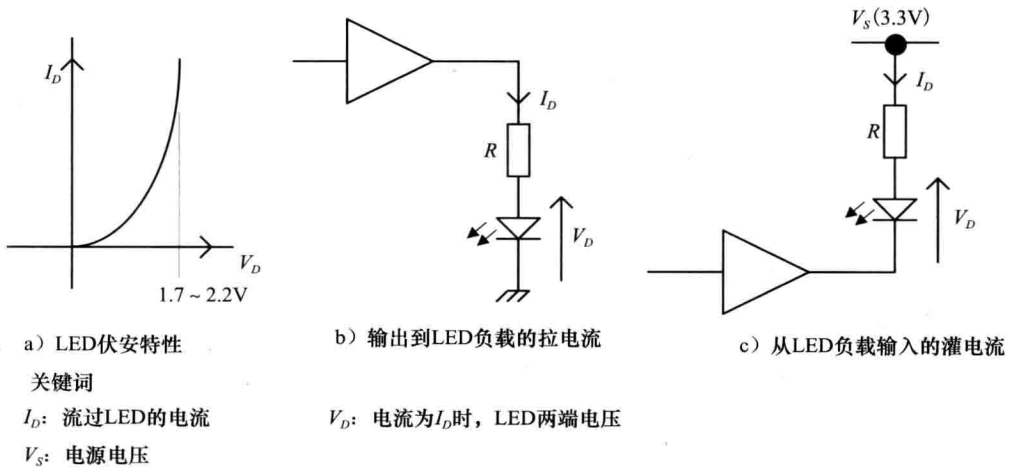 I_D
V_D
1.7～2.2V
I_D
R
V_D
V_S(3.3V)
I_D
R
V_D
a）LED伏安特性
b）输出到LED负载的拉电流
c）从LED负载输入的灌电流
关键词
I_D：流过LED的电流
V_D：电流为I_D时，LED两端电压
V_S：电源电压